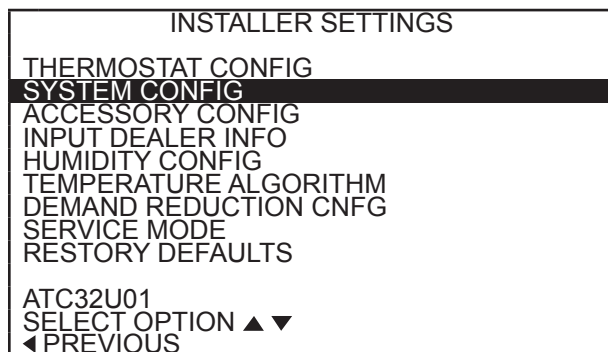 INSTALLER SETTINGS
THERMOSTAT CONFIG
SYSTEM CONFIG
ACCESSORY CONFIG
INPUT DEALER INFO
HUMIDITY CONFIG
TEMPERATURE ALGORITHM
DEMAND REDUCTION CNFG
SERVICE MODE
RESTORY DEFAULTS
ATC32U01
SELECT OPTION ▲ ▼
◀ PREVIOUS